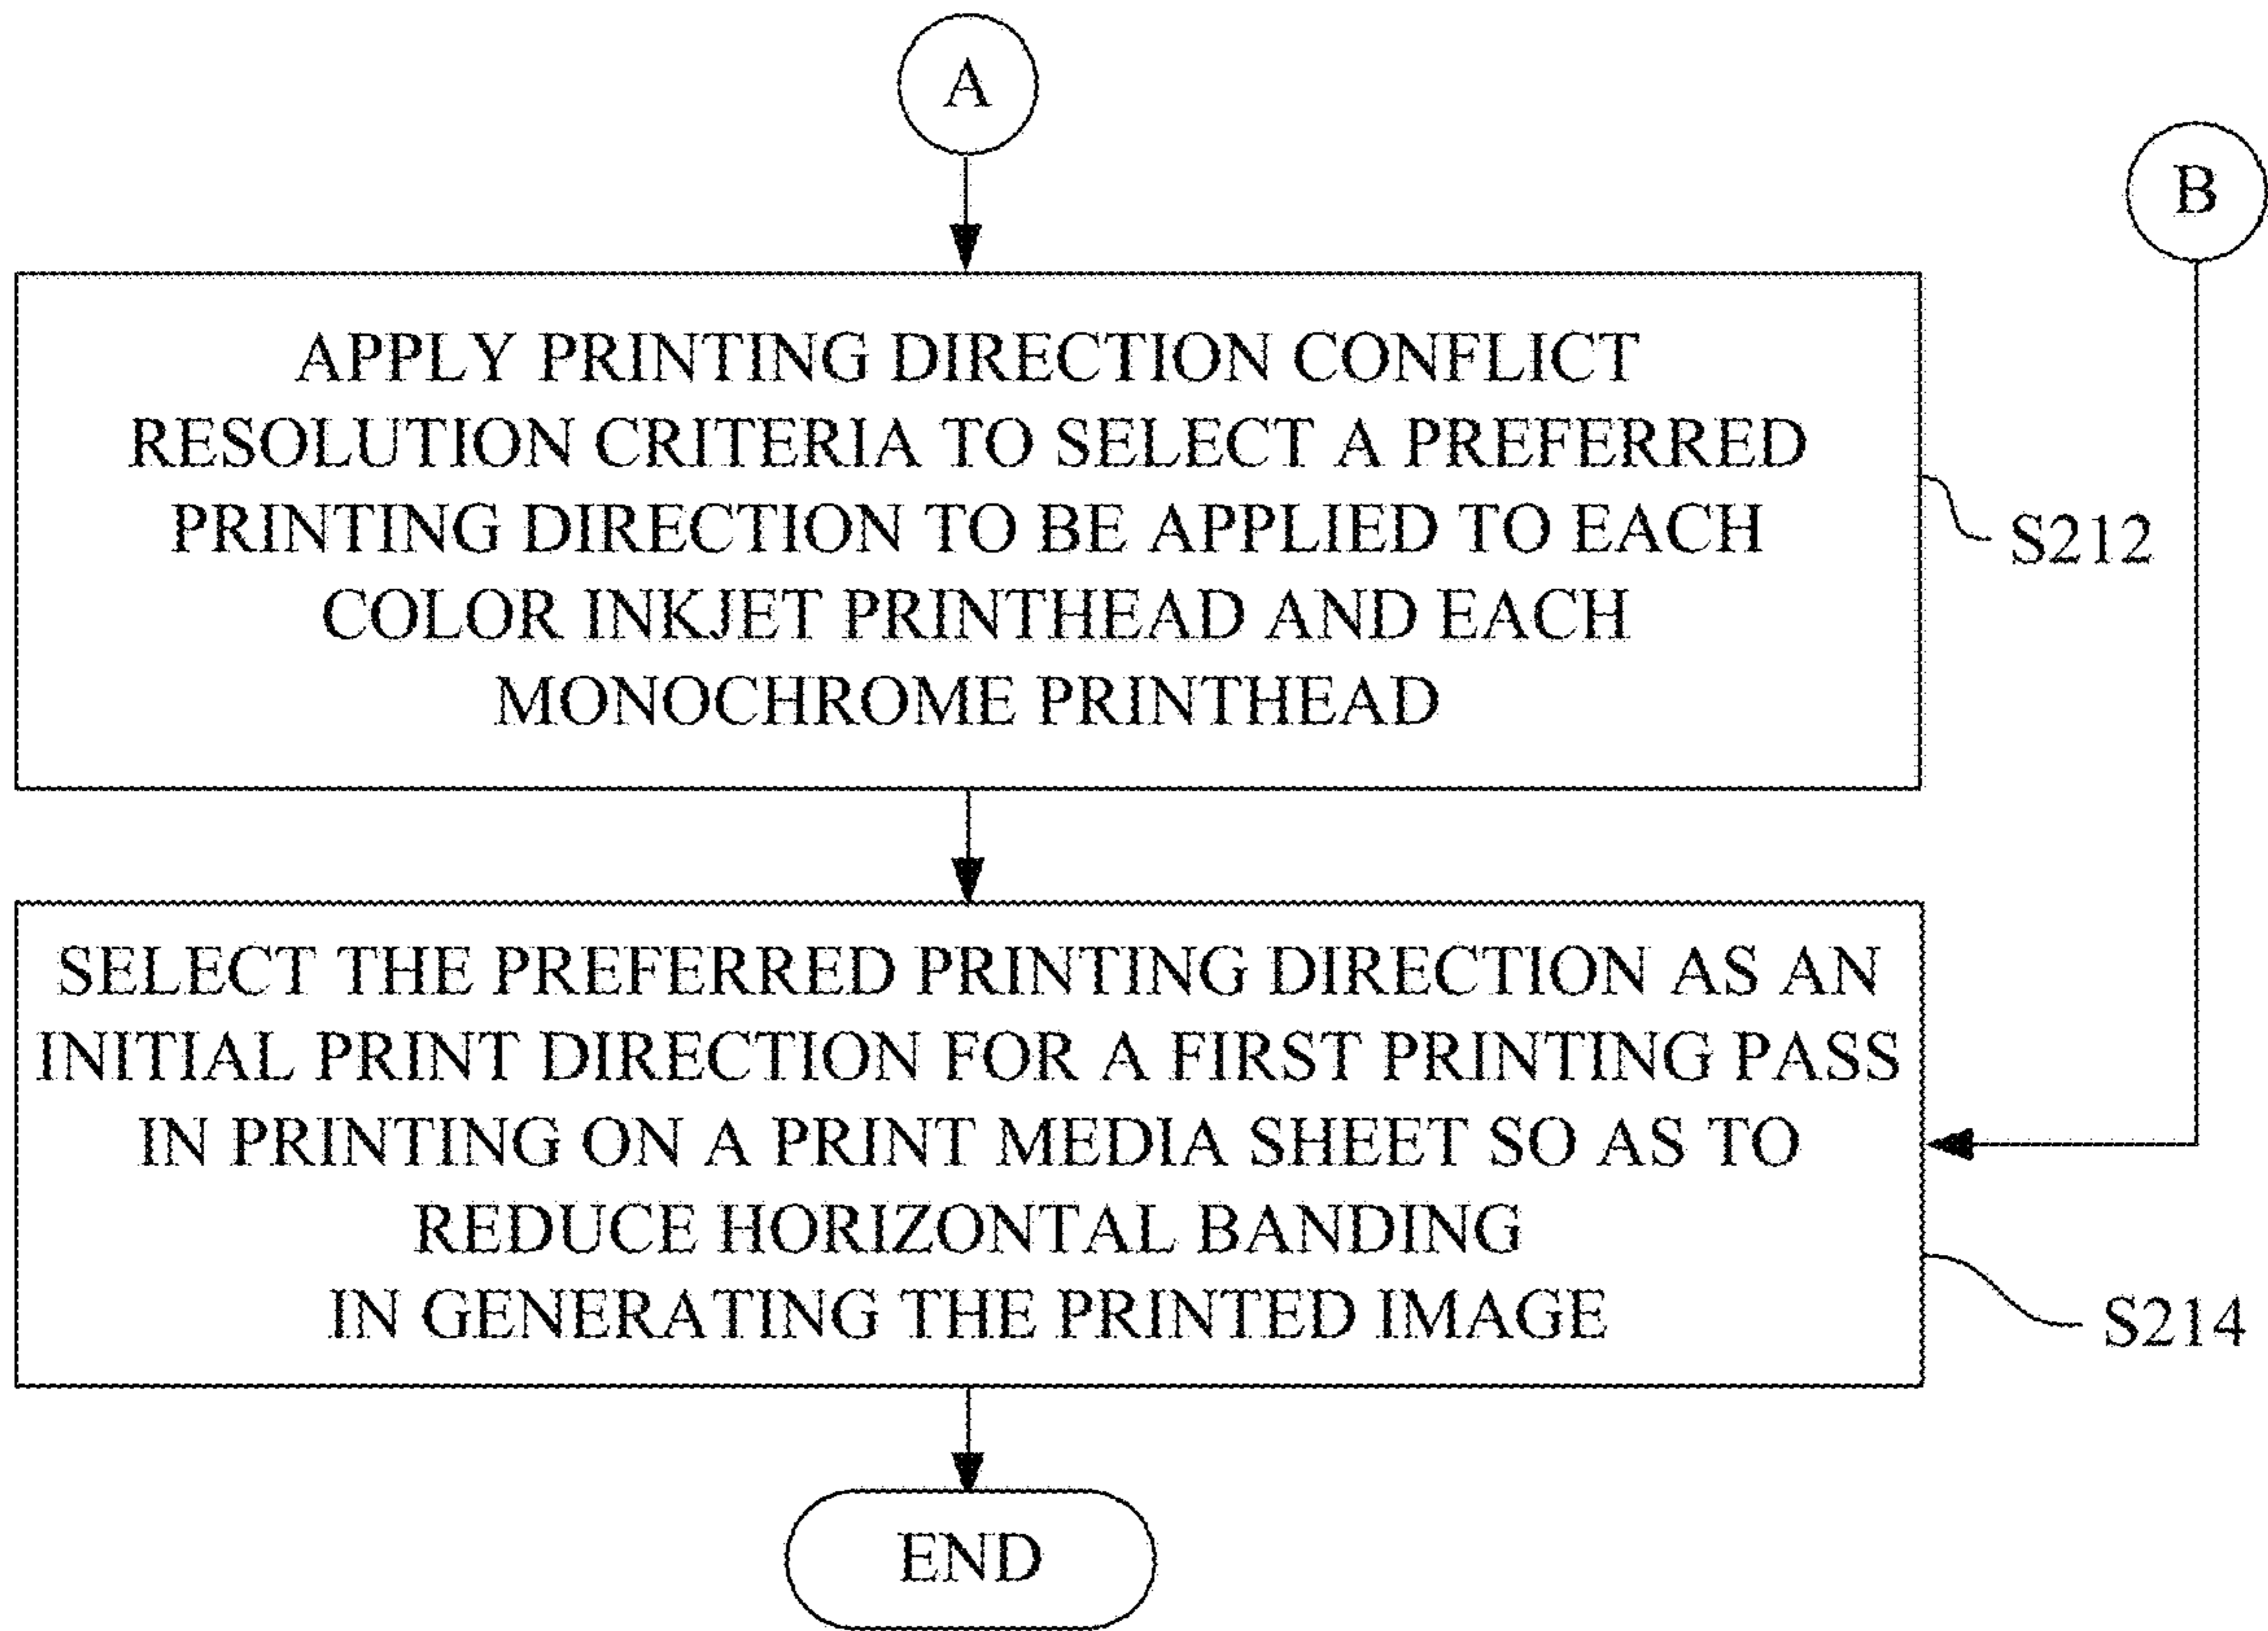 A
B
APPLY PRINTING DIRECTION CONFLICT
RESOLUTION CRITERIA TO SELECT A PREFERRED
PRINTING DIRECTION TO BE APPLIED TO EACH
COLOR INKJET PRINTHEAD AND EACH
MONOCHROME PRINTHEAD
S212
SELECT THE PREFERRED PRINTING DIRECTION AS AN
INITIAL PRINT DIRECTION FOR A FIRST PRINTING PASS
IN PRINTING ON A PRINT MEDIA SHEET SO AS TO
REDUCE HORIZONTAL BANDING
IN GENERATING THE PRINTED IMAGE
S214
END